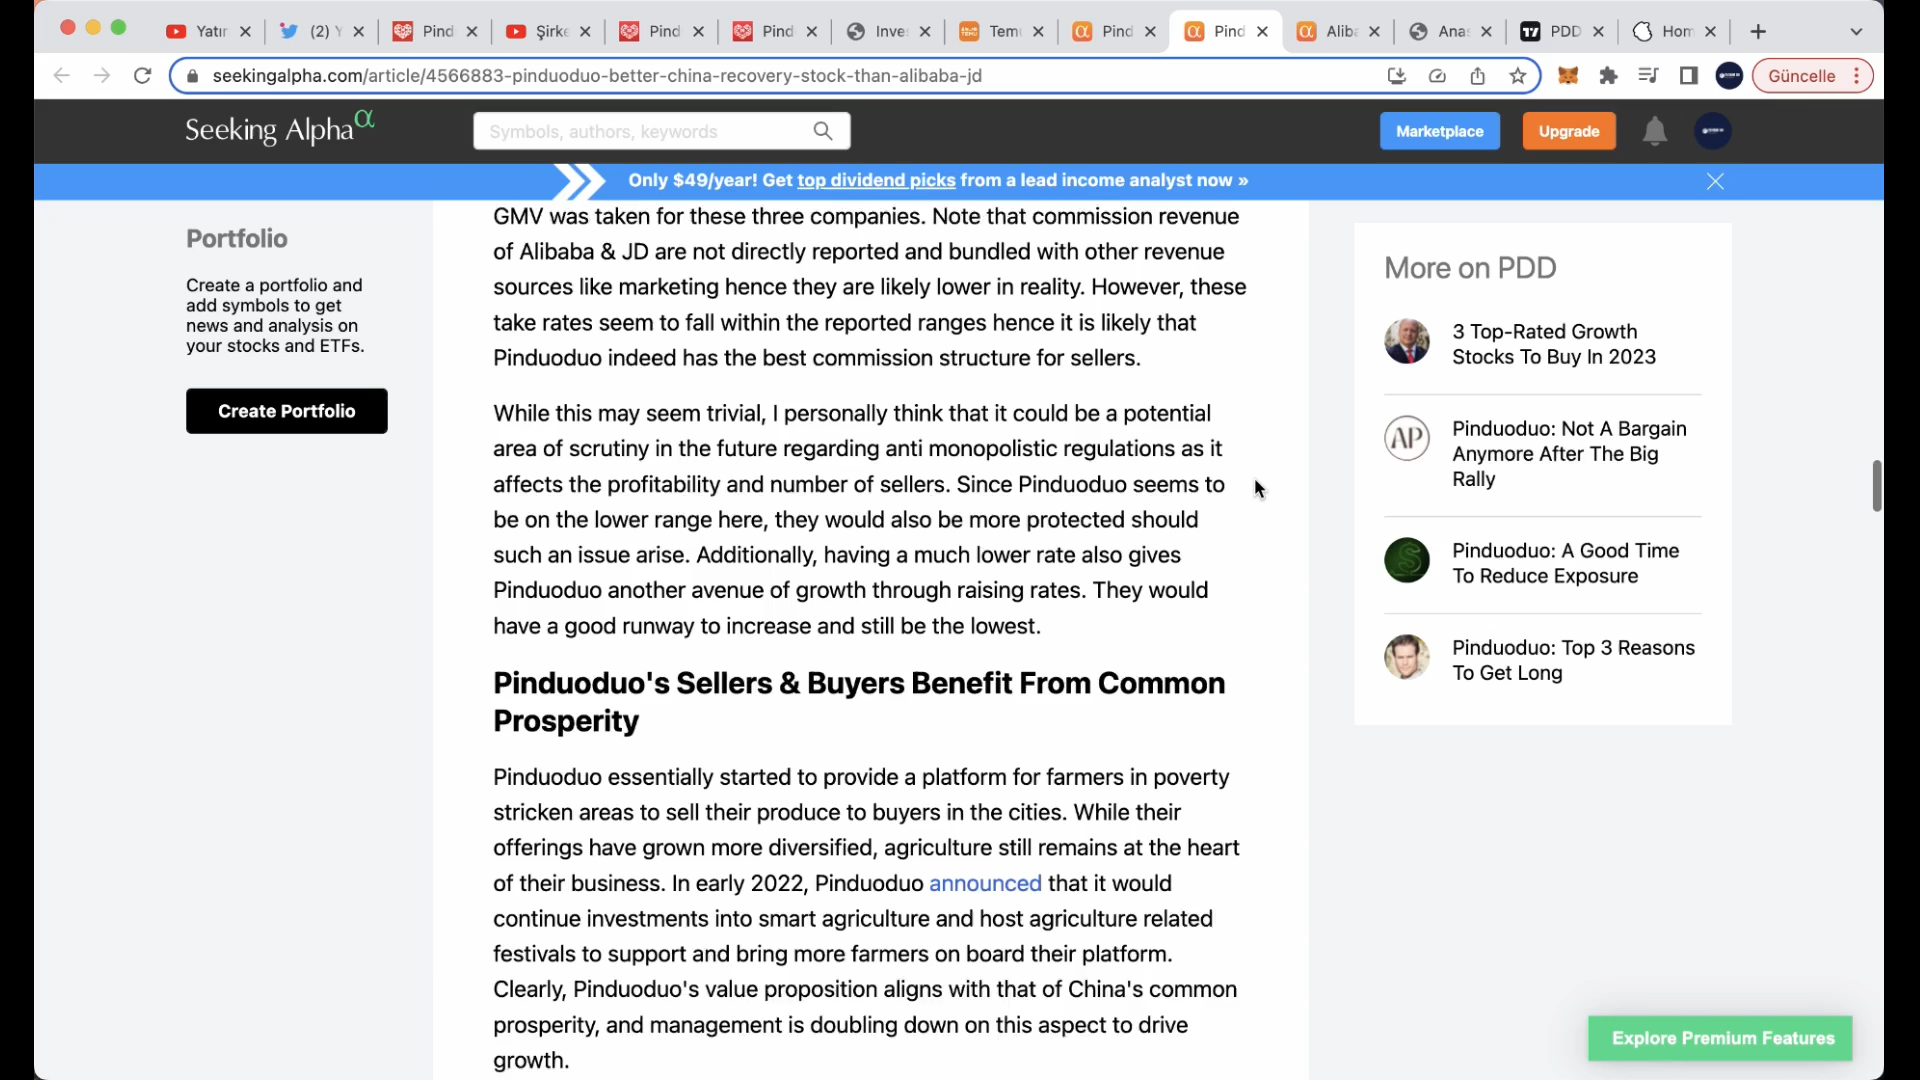 Yatır
(2) Y
Pind
Şirke
Pind
Pind
Inve
Tem
Pind
Pind
Alib
Ana
PDD
Hom
seekingalpha.com/article/4566883-pinduoduo-better-china-recovery-stock-than-alibaba-jd
Güncelle
Seeking Alpha α
Symbols, authors, keywords
Marketplace
Upgrade
Only $49/year! Get top dividend picks from a lead income analyst now »
Portfolio
Create a portfolio and
add symbols to get
news and analysis on
your stocks and ETFs.
Create Portfolio
GMV was taken for these three companies. Note that commission revenue
of Alibaba & JD are not directly reported and bundled with other revenue
sources like marketing hence they are likely lower in reality. However, these
take rates seem to fall within the reported ranges hence it is likely that
Pinduoduo indeed has the best commission structure for sellers.
While this may seem trivial, I personally think that it could be a potential
area of scrutiny in the future regarding anti monopolistic regulations as it
affects the profitability and number of sellers. Since Pinduoduo seems to
be on the lower range here, they would also be more protected should
such an issue arise. Additionally, having a much lower rate also gives
Pinduoduo another avenue of growth through raising rates. They would
have a good runway to increase and still be the lowest.
Pinduoduo's Sellers & Buyers Benefit From Common
Prosperity
Pinduoduo essentially started to provide a platform for farmers in poverty
stricken areas to sell their produce to buyers in the cities. While their
offerings have grown more diversified, agriculture still remains at the heart
of their business. In early 2022, Pinduoduo announced that it would
continue investments into smart agriculture and host agriculture related
festivals to support and bring more farmers on board their platform.
Clearly, Pinduoduo's value proposition aligns with that of China's common
prosperity, and management is doubling down on this aspect to drive
growth.
More on PDD
3 Top-Rated Growth
Stocks To Buy In 2023
AP
Pinduoduo: Not A Bargain
Anymore After The Big
Rally
Pinduoduo: A Good Time
To Reduce Exposure
Pinduoduo: Top 3 Reasons
To Get Long
Explore Premium Features